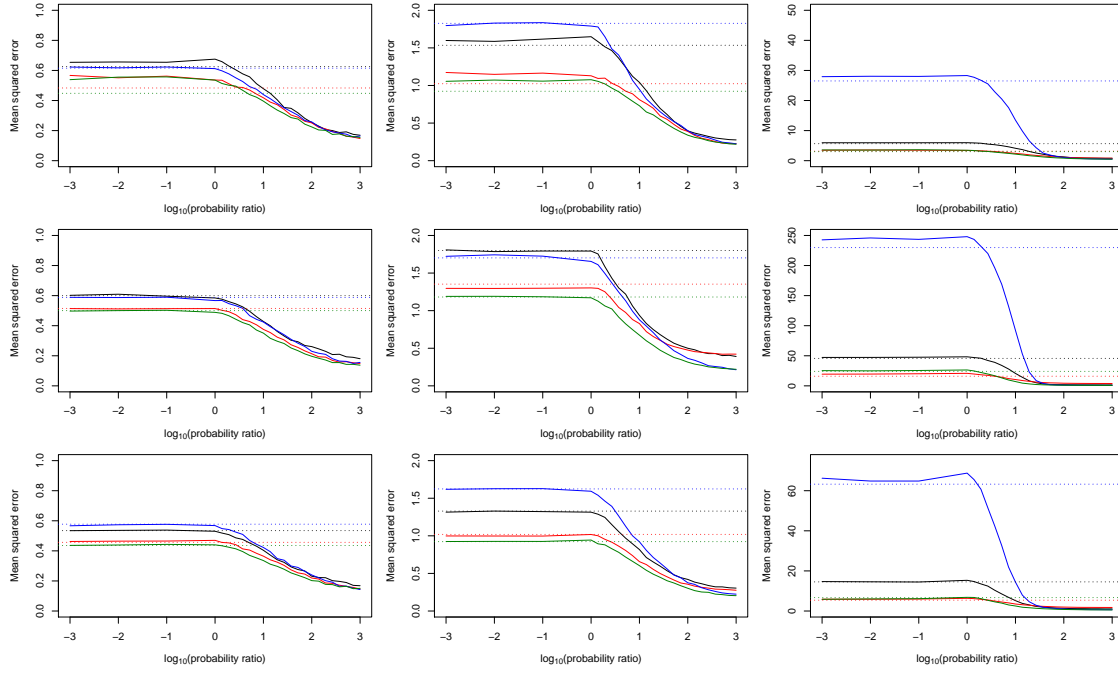 Mean squared error
0.0 0.2 0.4 0.6 0.8 1.0
−3 −2 −1 0 1 2 3
log10(probability ratio)
Mean squared error
0.0 0.5 1.0 1.5 2.0
−3 −2 −1 0 1 2 3
log10(probability ratio)
Mean squared error
0 10 20 30 40 50
−3 −2 −1 0 1 2 3
log10(probability ratio)
Mean squared error
0.0 0.2 0.4 0.6 0.8 1.0
−3 −2 −1 0 1 2 3
log10(probability ratio)
Mean squared error
0.0 0.5 1.0 1.5 2.0
−3 −2 −1 0 1 2 3
log10(probability ratio)
Mean squared error
0 50 100 150 200 250
−3 −2 −1 0 1 2 3
log10(probability ratio)
Mean squared error
0.0 0.2 0.4 0.6 0.8 1.0
−3 −2 −1 0 1 2 3
log10(probability ratio)
Mean squared error
0.0 0.5 1.0 1.5 2.0
−3 −2 −1 0 1 2 3
log10(probability ratio)
Mean squared error
0 20 40 60
−3 −2 −1 0 1 2 3
log10(probability ratio)